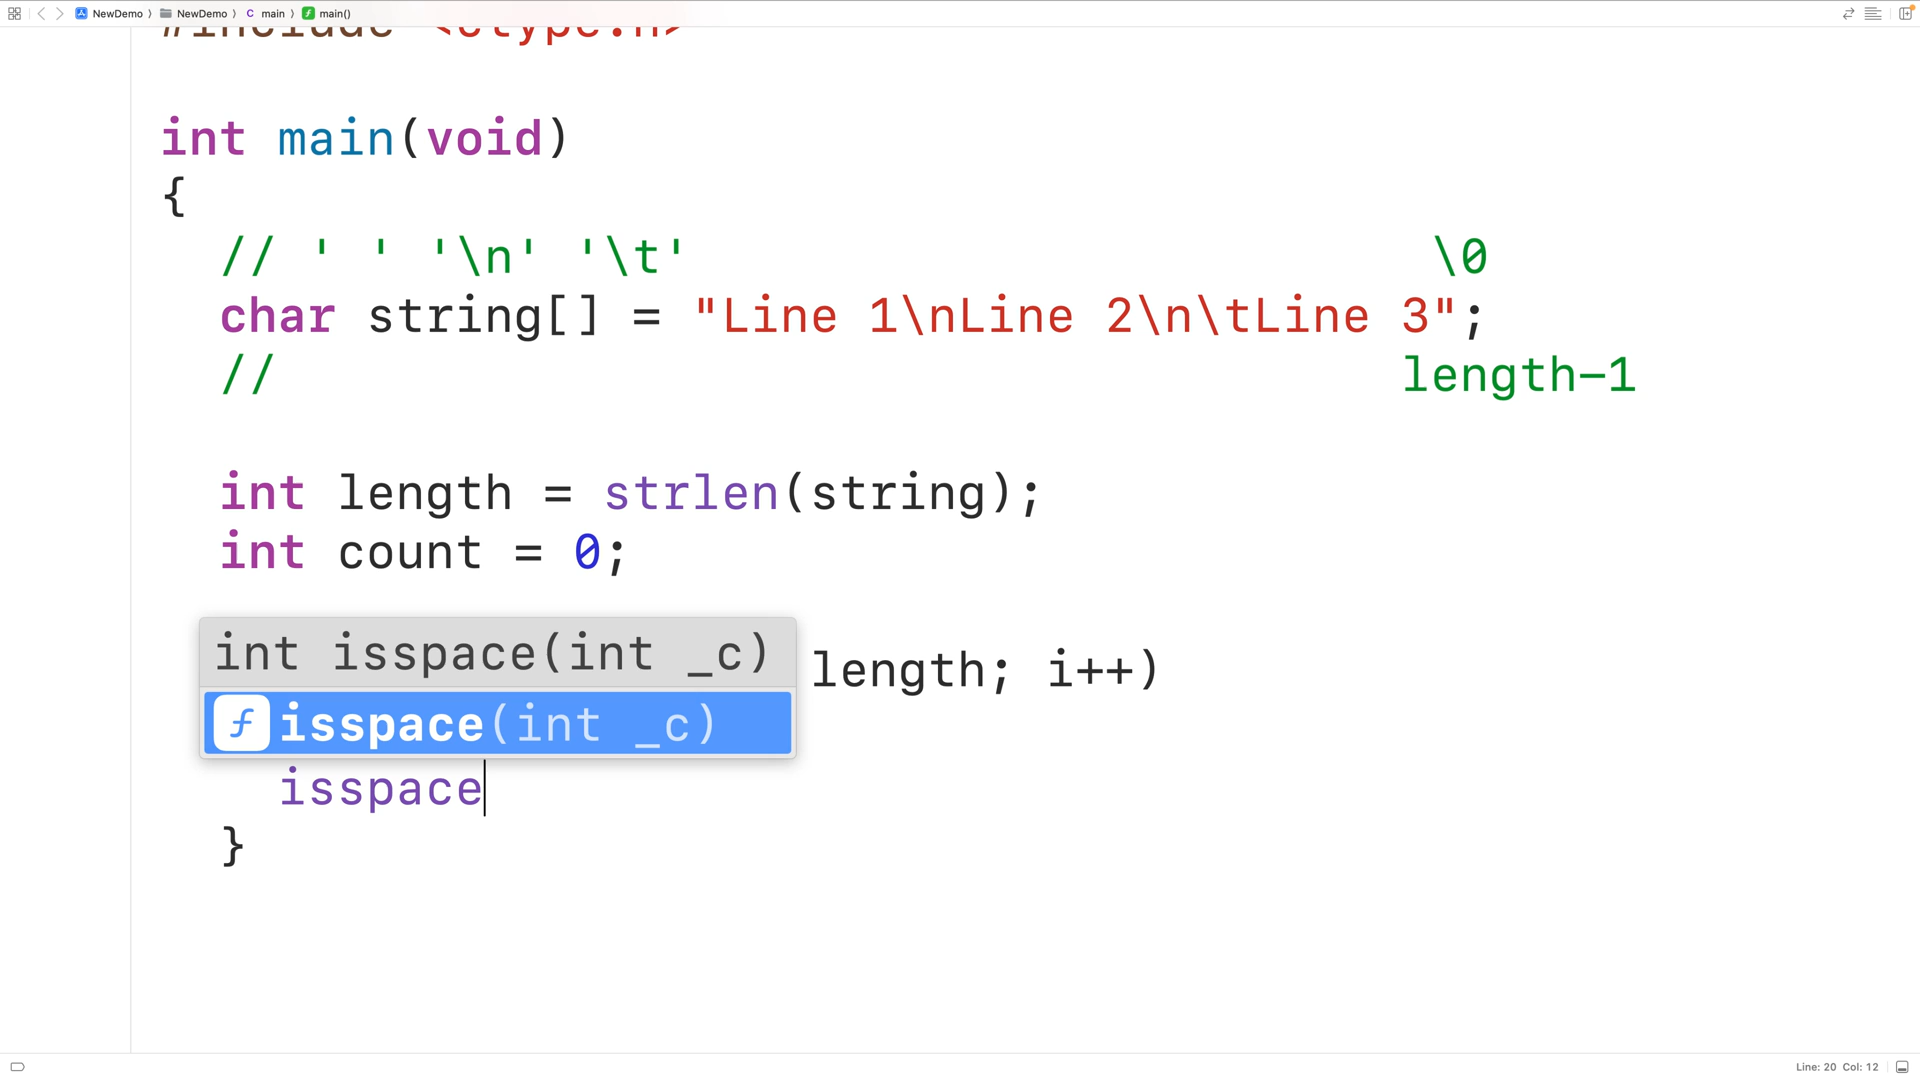 NewDemo 〉 NewDemo 〉 C main 〉 f main()
#include <ctype.h>
int main(void)
{
// ' ' '\n' '\t' \0
char string[] = "Line 1\nLine 2\n\tLine 3";
// length-1
int length = strlen(string);
int count = 0;
int isspace(int _c)
length; i++)
f isspace(int _c)
isspace
}
Line: 20 Col: 12